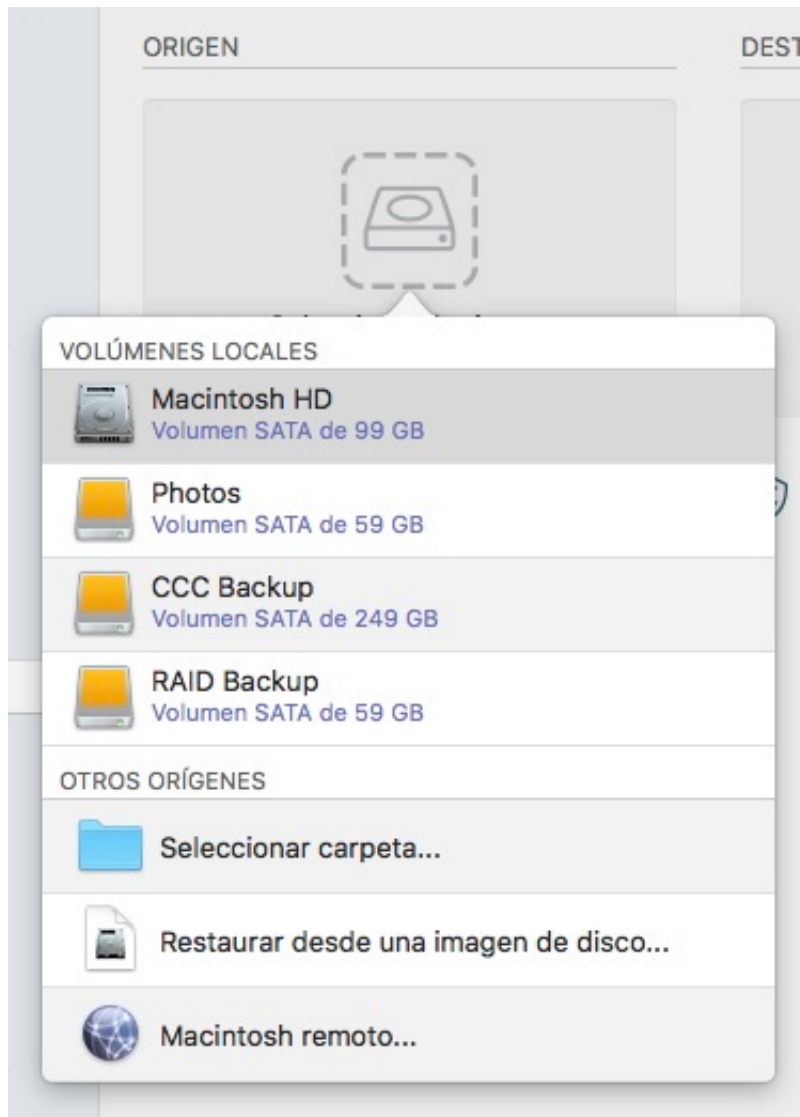 ORIGEN
DEST
VOLÚMENES LOCALES
Macintosh HD
Volumen SATA de 99 GB
Photos
Volumen SATA de 59 GB
CCC Backup
Volumen SATA de 249 GB
RAID Backup
Volumen SATA de 59 GB
OTROS ORÍGENES
Seleccionar carpeta...
Restaurar desde una imagen de disco...
Macintosh remoto...